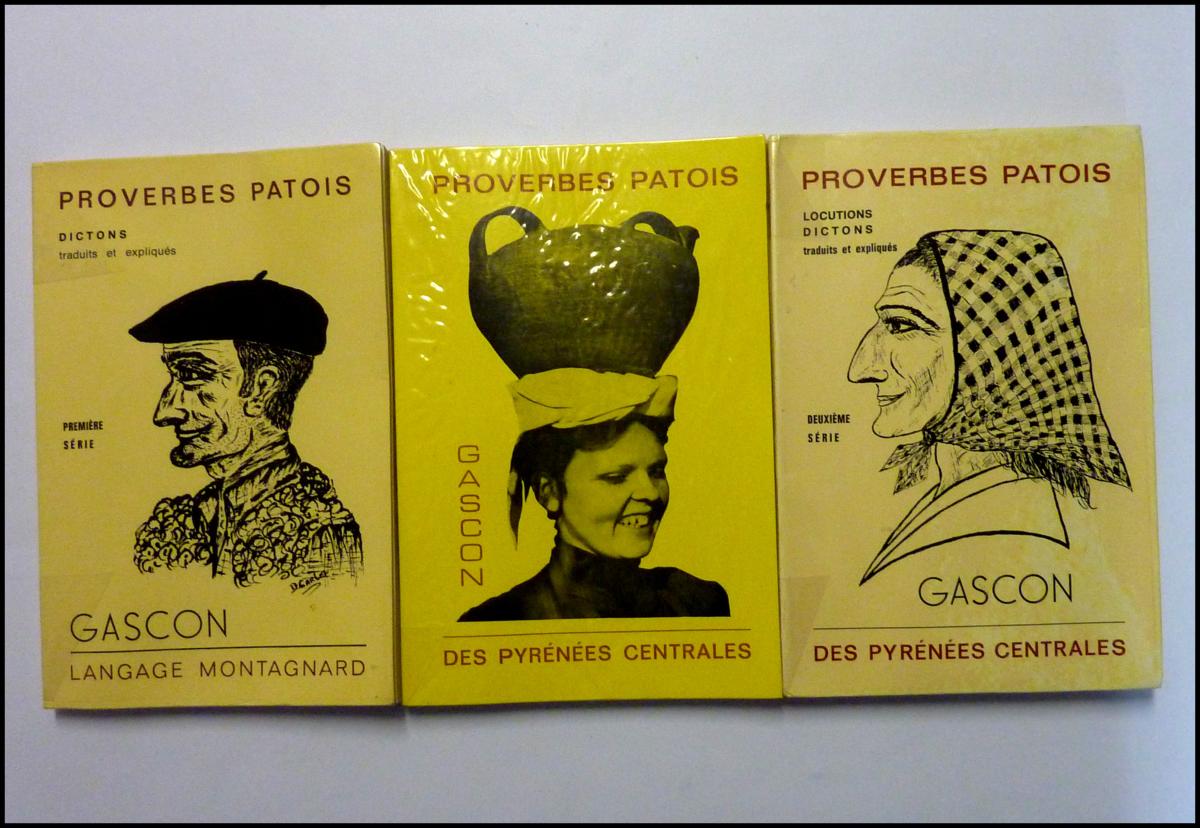 PROVERBES PATOIS
DICTONS
traduits et expliqués
PREMIÈRE
SÉRIE
GASCON
LANGAGE MONTAGNARD
PROVERBES PATOIS
GASCON
DES PYRÉNÉES CENTRALES
PROVERBES PATOIS
LOCUTIONS
DICTONS
traduits et expliqués
DEUXIÈME
SÉRIE
GASCON
DES PYRÉNÉES CENTRALES